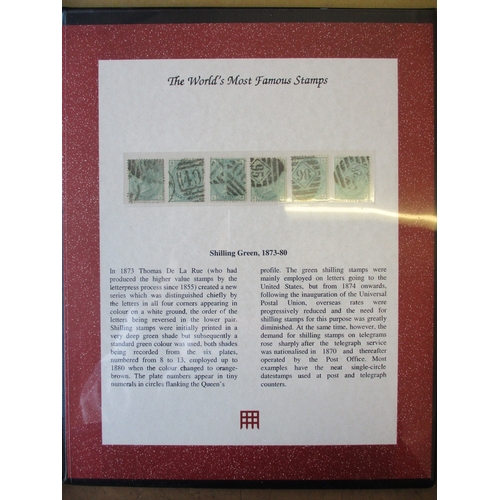 The World's Most Famous Stamps
Shilling Green, 1873-80
In 1873 Thomas De La Rue (who had
produced the higher value stamps by the
letterpress process since 1855) created a new
series which was distinguished chiefly by
the letters in all four corners appearing in
colour on a white ground, the order of the
letters being reversed in the lower pair.
Shilling stamps were initially printed in a
very deep green shade but subsequently a
standard green colour was used, both shades
being recorded from the six plates,
numbered from 8 to 13, employed up to
1880 when the colour changed to orange-
brown. The plate numbers appear in tiny
numerals in circles flanking the Queen's
profile. The green shilling stamps were
mainly employed on letters going to the
United States, but from 1874 onwards,
following the inauguration of the Universal
Postal Union, overseas rates were
progressively reduced and the need for
shilling stamps for this purpose was greatly
diminished. At the same time, however, the
demand for shilling stamps on telegrams
rose sharply after the telegraph service
was nationalised in 1870 and thereafter
operated by the Post Office. Most
examples have the neat single-circle
datestamps used at post and telegraph
counters.